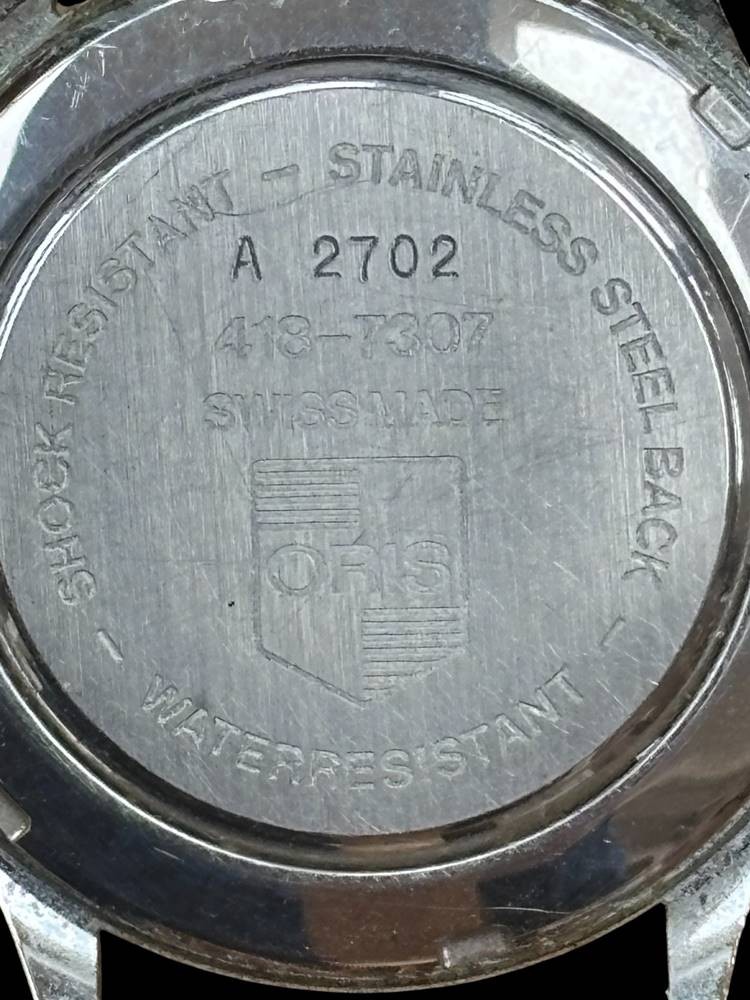 SHOCK RESISTANT - STAINLESS STEEL BACK
A 2702
418-7307
SWISS MADE
ORIS
- WATERRESISTANT -